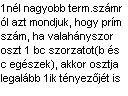 1nél nagyobb term.számr
ól azt mondjuk, hogy prím
szám, ha valahányszor
oszt 1 bc szorzatot(b és
c egészek), akkor osztja
legalább 1ik tényezőjét is